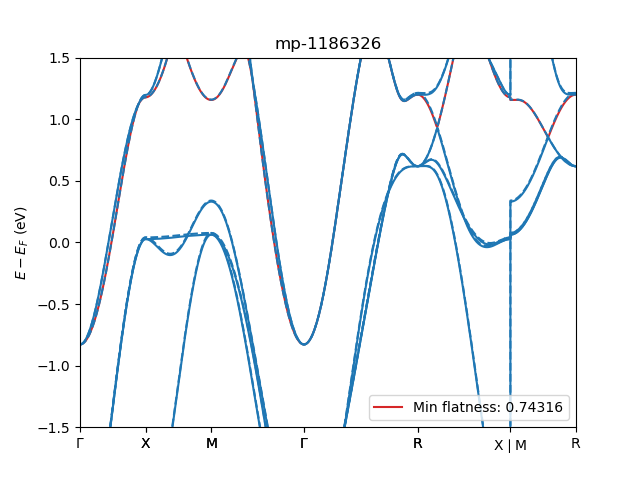 mp-1186326
E − E_F (eV)
1.5
1.0
0.5
0.0
−0.5
−1.0
−1.5
Min flatness: 0.74316
Γ X M Γ R X | M R